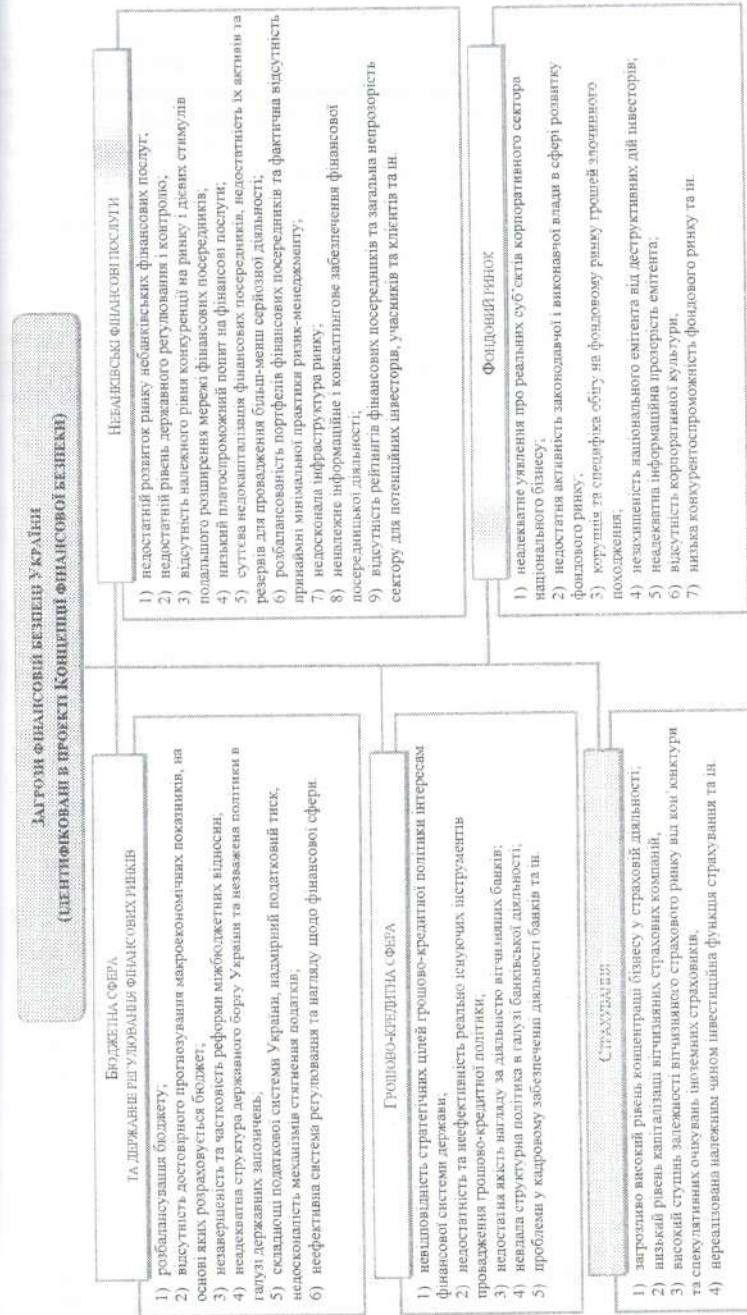 ЗАГРОЗИ ФІНАНСОВІЙ БЕЗПЕЦІ УКРАЇНИ
(ІДЕНТИФІКОВАНІ В ПРОЕКТІ КОНЦЕПЦІЇ ФІНАНСОВОЇ БЕЗПЕКИ)
БЮДЖЕТНА СФЕРА
ТА ДЕРЖАВНЕ РЕГУЛЮВАННЯ ФІНАНСОВИХ РИНКІВ
1) розбалансування бюджету;
2) відсутність достовірного прогнозування макроекономічних показників, на
основі яких розраховується бюджет;
3) незавершеність та частковість реформи міжбюджетних відносин;
4) неадекватна структура державного боргу України та незважена політики в
галузі державних запозичень;
5) складнощі податкової системи України, надмірний податковий тиск,
недосконалість механізмів стягнення податків;
6) неефективна система регулювання та нагляду щодо фінансової сфери
ГРОШОВО-КРЕДИТНА СФЕРА
1) невідповідність стратегічних цілей грошово-кредитної політики інтересам
фінансової системи держави;
2) недостатність та неефективність реально існуючих інструментів
провадження грошово-кредитної політики;
3) недостатня якість нагляду за діяльністю вітчизняних банків;
4) невдала структурна політика в галузі банківської діяльності;
5) проблеми у кадровому забезпеченні діяльності банків та ін.
СТРАХУВАННЯ
1) загрозливо високий рівень концентрації бізнесу у страховій діяльності;
2) низький рівень капіталізації вітчизняних страхових компаній;
3) високий ступінь залежності вітчизняного страхового ринку від кон'юнктури
та спекулятивних очікувань іноземних страховиків;
4) нереалізована належним чином інвестиційна функція страхування та ін
НЕБАНКІВСЬКІ ФІНАНСОВІ ПОСЛУГИ
1) недостатній розвиток ринку небанківських фінансових послуг;
2) недостатній рівень державного регулювання і контролю;
3) відсутність належного рівня конкуренції на ринку і дієвих стимулів
подальшого розширення мережі фінансових посередників;
4) низький платоспроможний попит на фінансові послуги;
5) суттєва недокапіталізація фінансових посередників, недостатність їх активів та
резервів для провадження більш-менш серйозної діяльності;
6) розбалансованість портфелів фінансових посередників та фактична відсутність
принаймні мінімальної практики ризик-менеджменту;
7) недосконала інфраструктура ринку;
8) неналежне інформаційне і консалтингове забезпечення фінансової
посередницької діяльності;
9) відсутність рейтингів фінансових посередників та загальна непрозорість
сектору для потенційних інвесторів, учасників та клієнтів та ін.
ФОНДОВИЙ РИНОК
1) неадекватне уявлення про реальних суб'єктів корпоративного сектора
національного бізнесу;
2) недостатня активність законодавчої і виконавчої влади в сфері розвитку
фондового ринку;
3) корупція та специфіка обігу на фондовому ринку грошей злочинного
походження;
4) незахищеність національного емітента від деструктивних дій інвесторів;
5) неадекватна інформаційна прозорість емітента;
6) відсутність корпоративної культури;
7) низька конкурентоспроможність фондового ринку та ін.